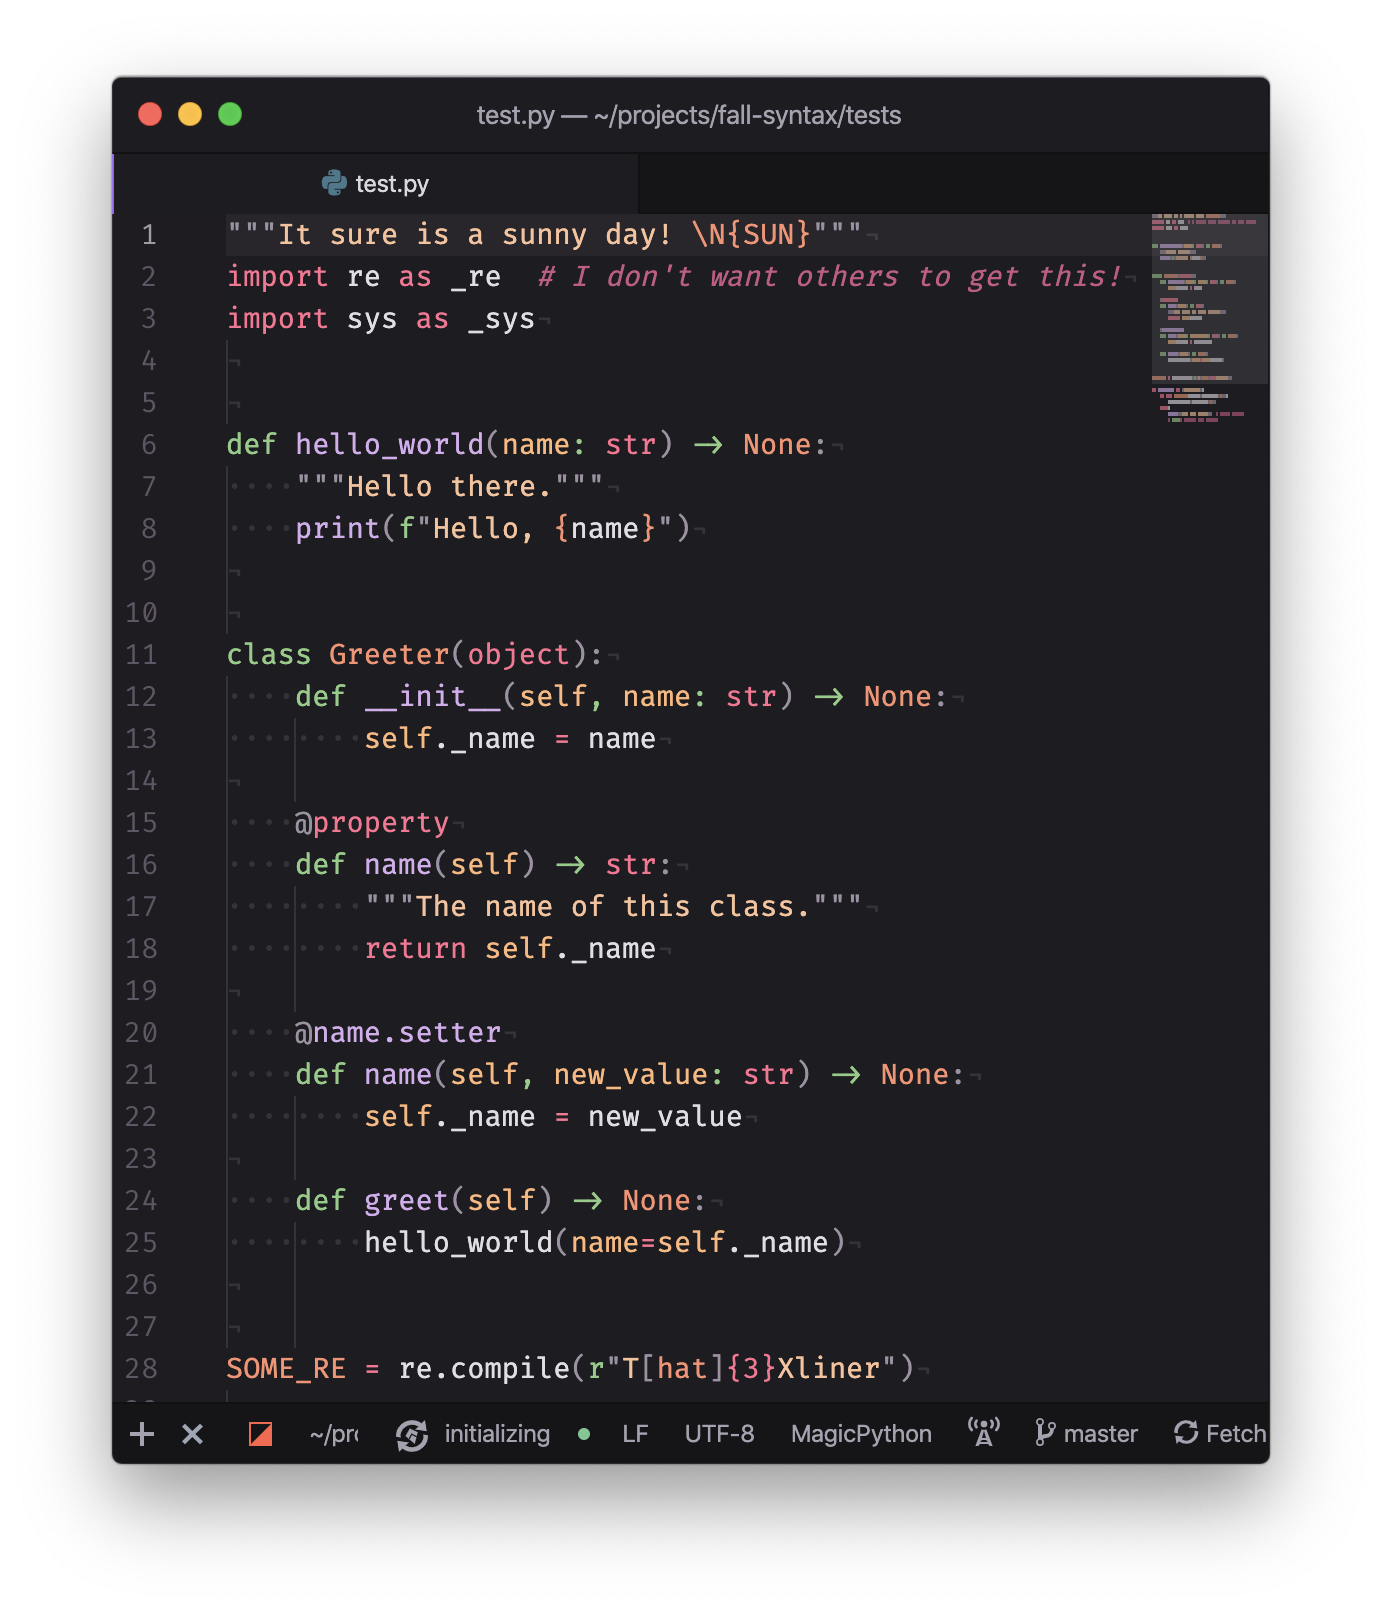 test.py — ~/projects/fall-syntax/tests
test.py
1 """It sure is a sunny day! \N{SUN}"""
2 import re as _re  # I don't want others to get this!
3 import sys as _sys
4
5
6 def hello_world(name: str) -> None:
7     """Hello there."""
8     print(f"Hello, {name}")
9
10
11 class Greeter(object):
12     def __init__(self, name: str) -> None:
13         self._name = name
14
15     @property
16     def name(self) -> str:
17         """The name of this class."""
18         return self._name
19
20     @name.setter
21     def name(self, new_value: str) -> None:
22         self._name = new_value
23
24     def greet(self) -> None:
25         hello_world(name=self._name)
26
27
28 SOME_RE = re.compile(r"T[hat]{3}Xliner")
~/pro initializing LF UTF-8 MagicPython master Fetch